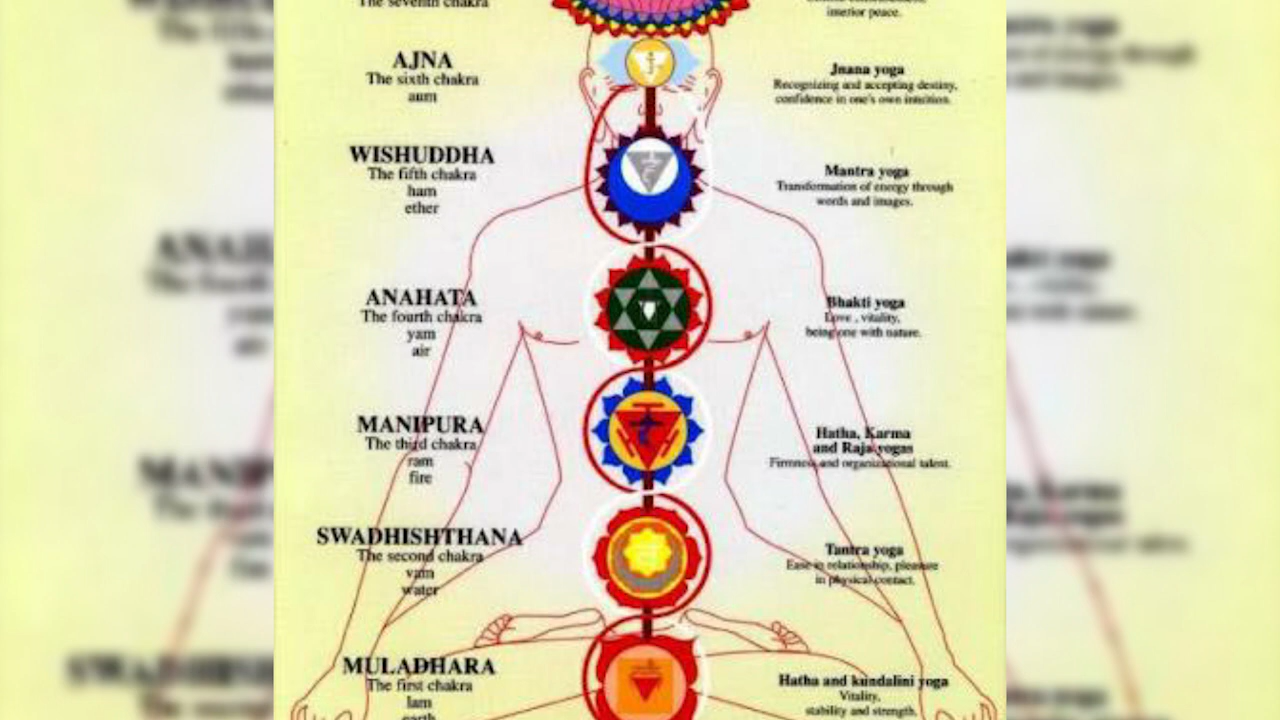 The seventh chakra
interior peace.
AJNA
The sixth chakra
aum
Jnana yoga
Recognizing and accepting destiny,
confidence in one's own intuition.
WISHUDDHA
The fifth chakra
ham
ether
Mantra yoga
Transformation of energy through
words and images.
ANAHATA
The fourth chakra
yam
air
Bhakti yoga
Love , vitality,
being one with nature.
MANIPURA
The third chakra
ram
fire
Hatha, Karma
and Raja yogas
Firmness and organizational talent.
SWADHISHTHANA
The second chakra
vam
water
Tantra yoga
Ease in relationship, pleasure
in physical contact.
MULADHARA
The first chakra
lam
earth
Hatha and kundalini yoga
Vitality,
stability and strength.